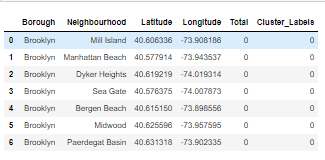 Borough Neighbourhood Latitude Longitude Total Cluster_Labels
0 Brooklyn Mill Island 40.606336 -73.908186 0 0
1 Brooklyn Manhattan Beach 40.577914 -73.943537 0 0
2 Brooklyn Dyker Heights 40.619219 -74.019314 0 0
3 Brooklyn Sea Gate 40.576375 -74.007873 0 0
4 Brooklyn Bergen Beach 40.615150 -73.898556 0 0
5 Brooklyn Midwood 40.625596 -73.957595 0 0
6 Brooklyn Paerdegat Basin 40.631318 -73.902335 0 0